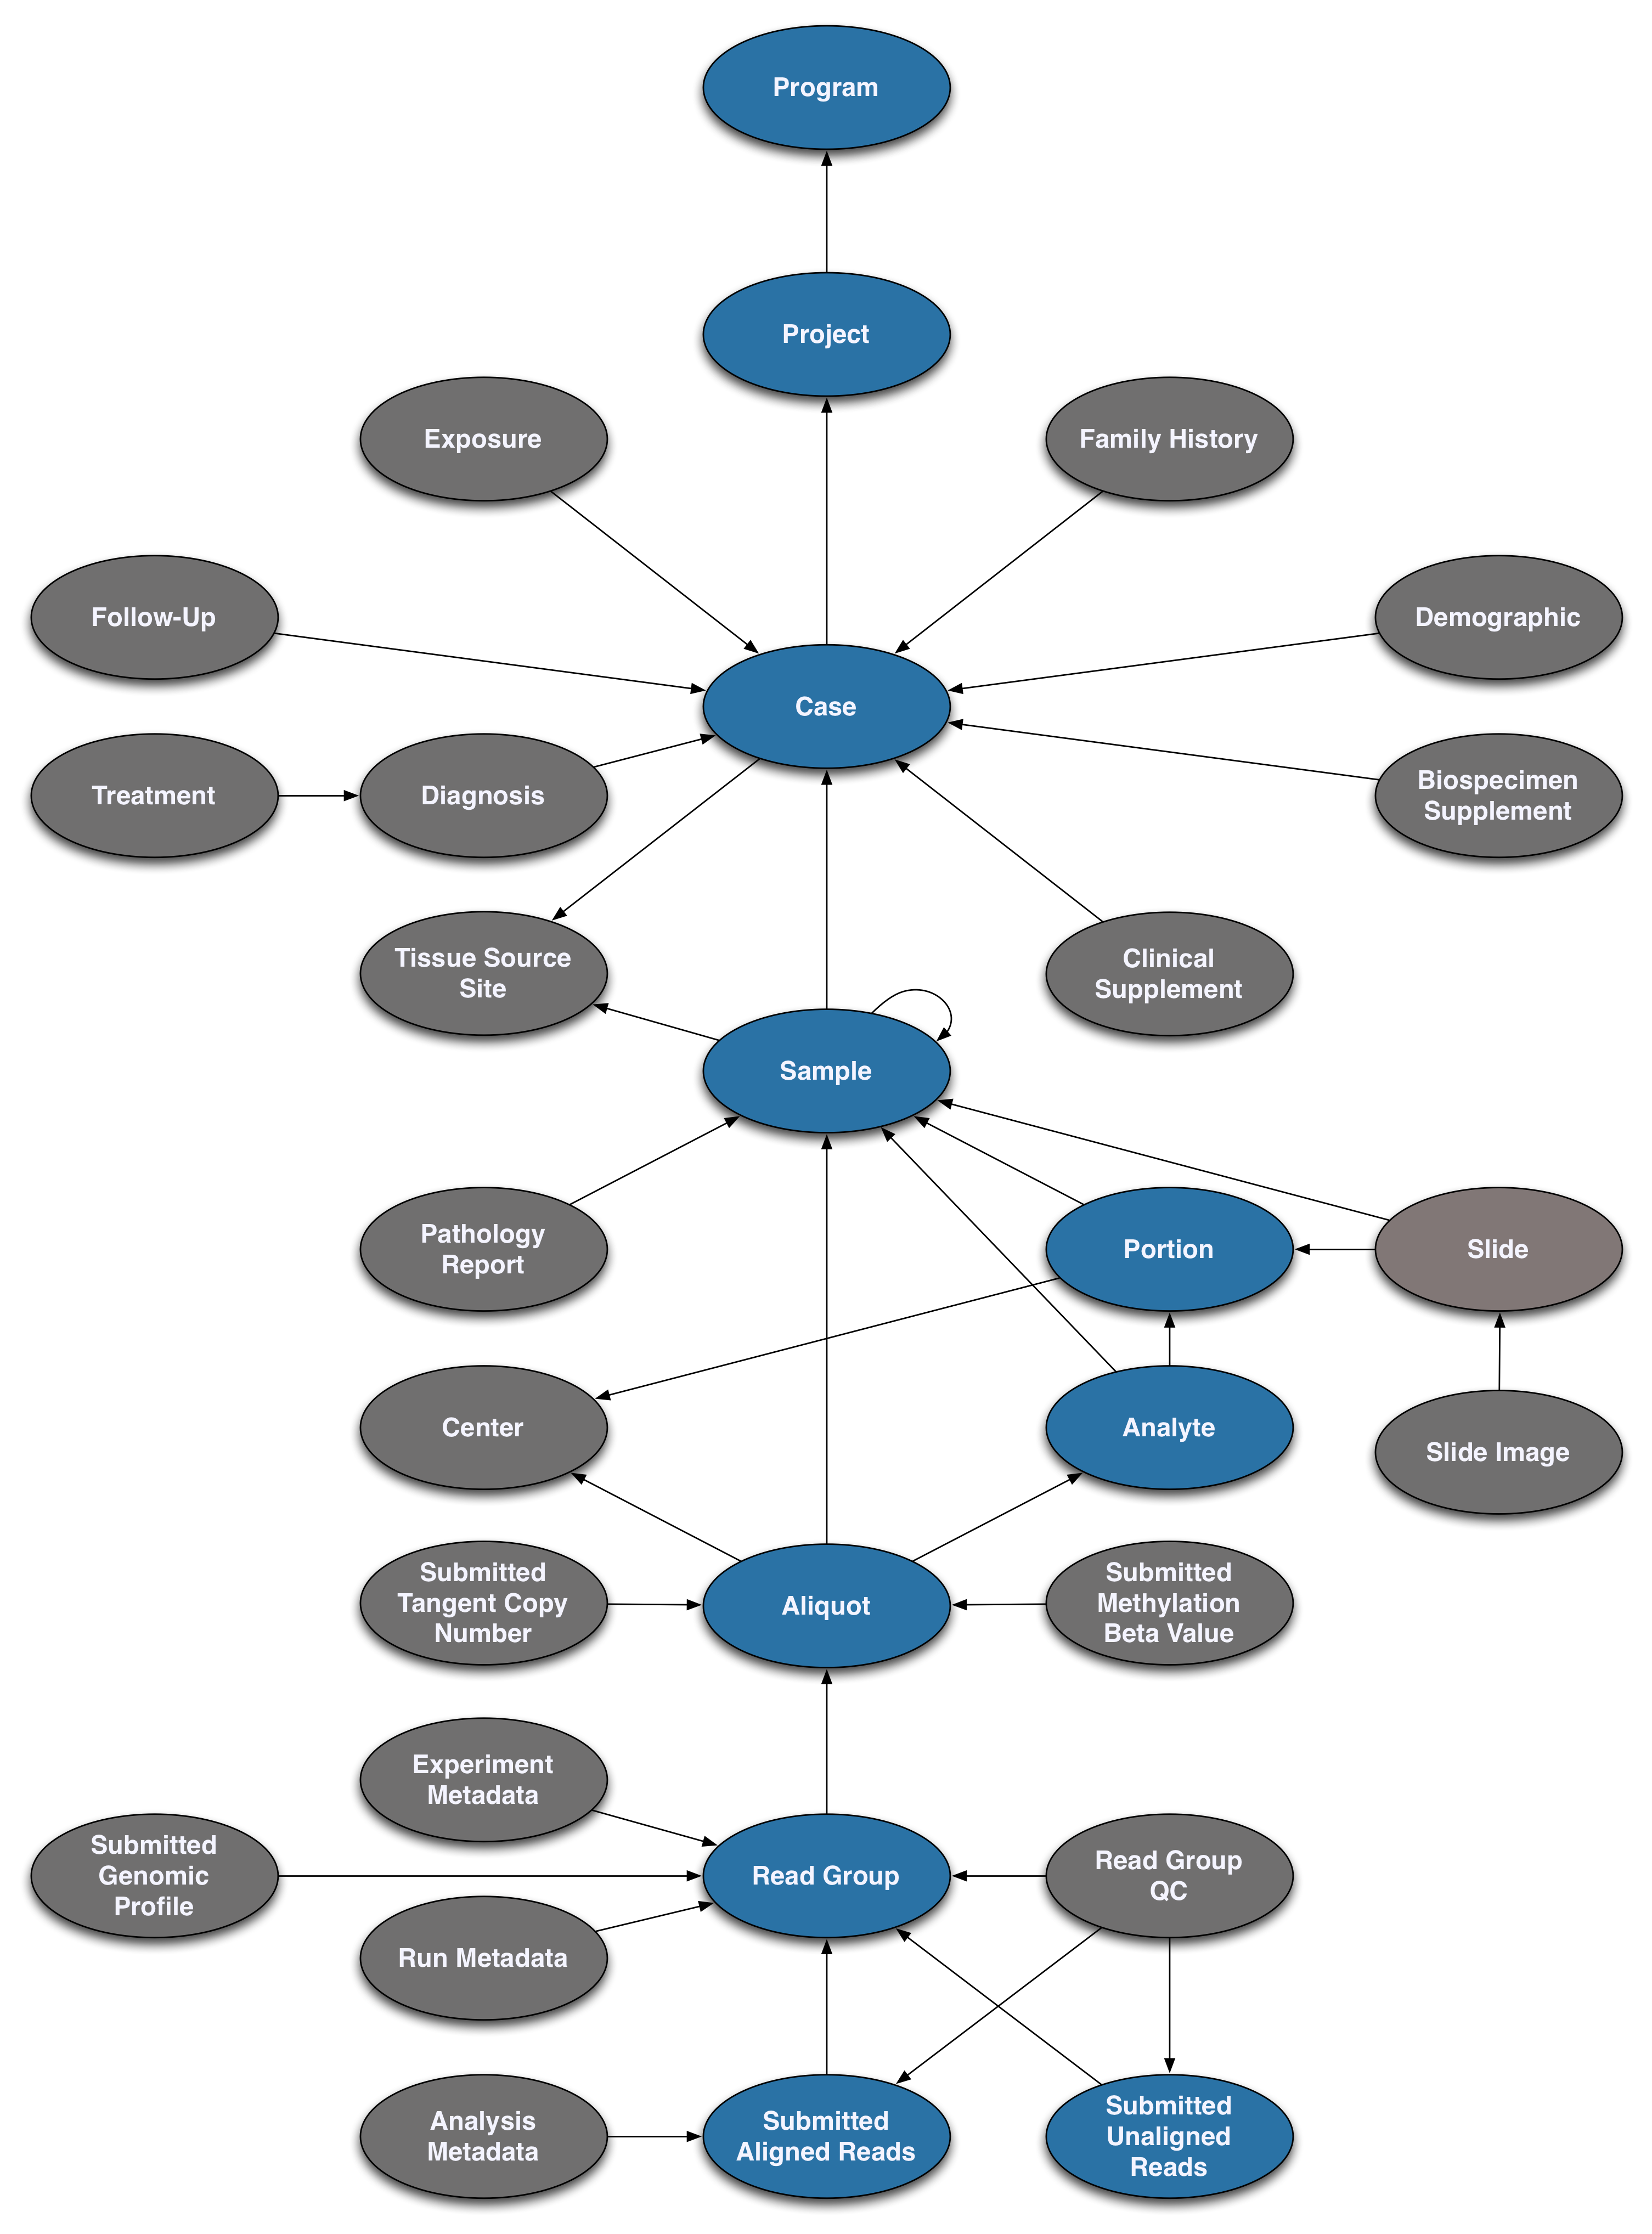 Program
Project
Exposure
Family History
Follow-Up
Demographic
Case
Treatment
Diagnosis
Biospecimen
Supplement
Tissue Source
Site
Clinical
Supplement
Sample
Pathology
Report
Portion
Slide
Center
Analyte
Slide Image
Submitted
Tangent Copy
Number
Aliquot
Submitted
Methylation
Beta Value
Experiment
Metadata
Submitted
Genomic
Profile
Read Group
Read Group
QC
Run Metadata
Analysis
Metadata
Submitted
Aligned Reads
Submitted
Unaligned
Reads